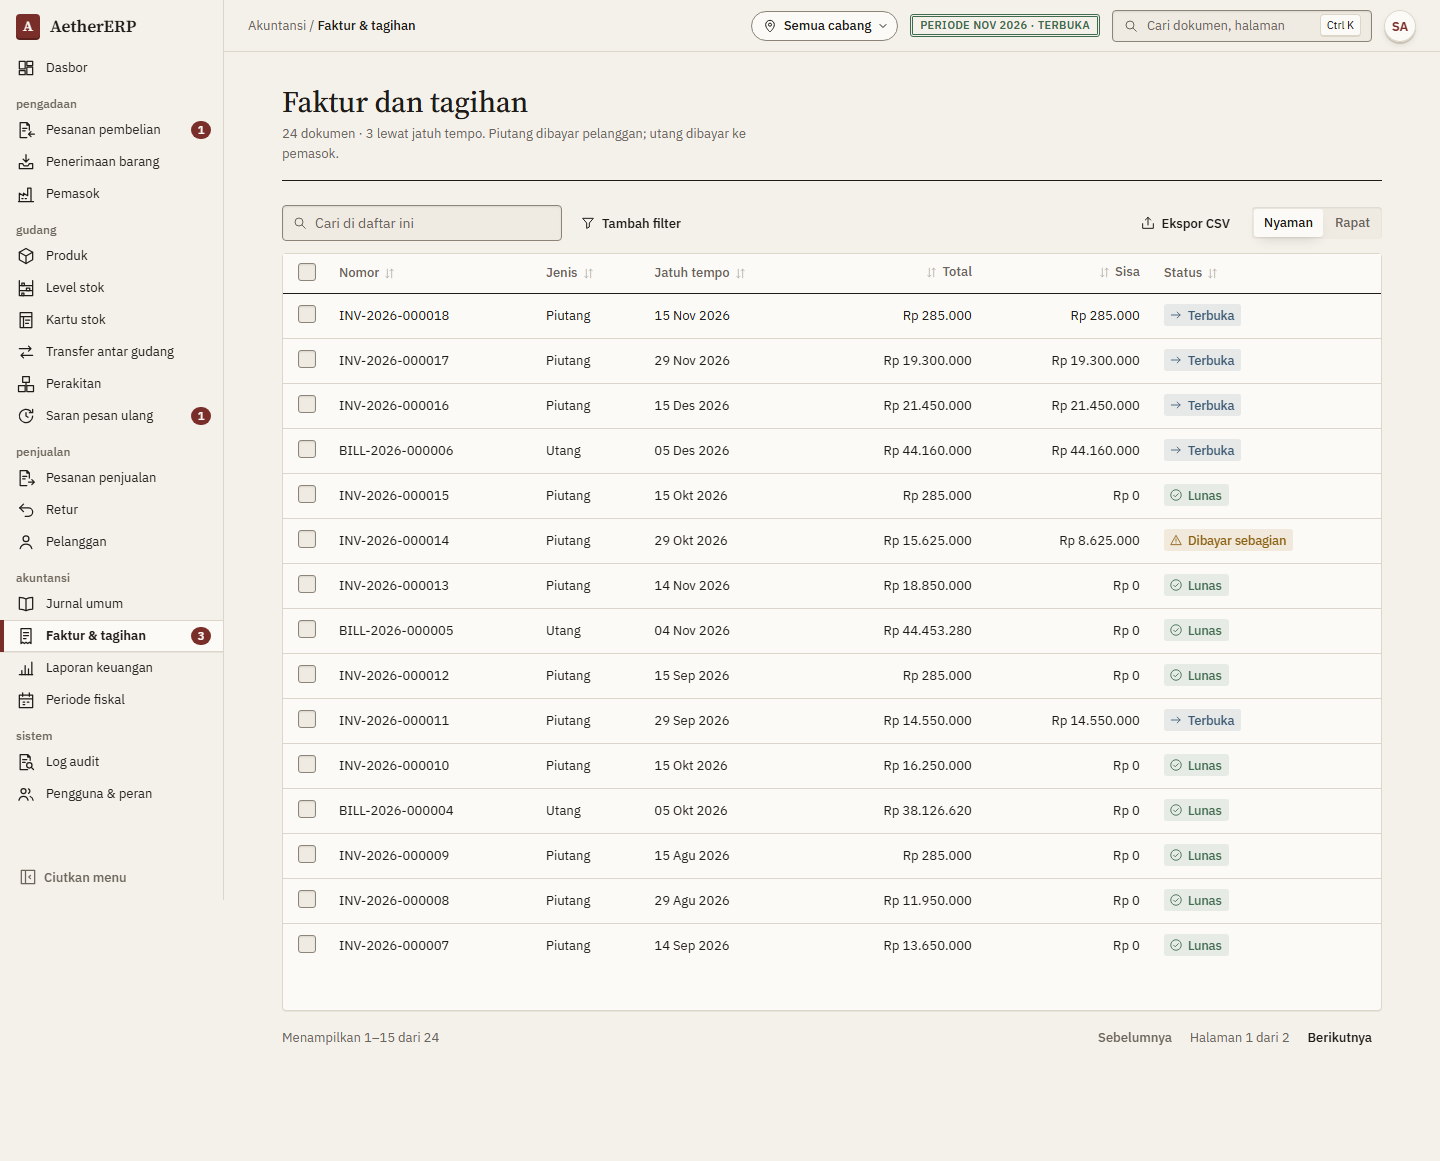 A AetherERP
Akuntansi / Faktur & tagihan
Semua cabang
PERIODE NOV 2026 · TERBUKA
Cari dokumen, halaman
Ctrl K
SA
Dasbor
pengadaan
Pesanan pembelian 1
Penerimaan barang
Pemasok
gudang
Produk
Level stok
Kartu stok
Transfer antar gudang
Perakitan
Saran pesan ulang 1
penjualan
Pesanan penjualan
Retur
Pelanggan
akuntansi
Jurnal umum
Faktur & tagihan 3
Laporan keuangan
Periode fiskal
sistem
Log audit
Pengguna & peran
Ciutkan menu
Faktur dan tagihan
24 dokumen · 3 lewat jatuh tempo. Piutang dibayar pelanggan; utang dibayar ke
pemasok.
Cari di daftar ini
Tambah filter
Ekspor CSV
Nyaman
Rapat
Nomor Jenis Jatuh tempo Total Sisa Status
INV-2026-000018 Piutang 15 Nov 2026 Rp 285.000 Rp 285.000 Terbuka
INV-2026-000017 Piutang 29 Nov 2026 Rp 19.300.000 Rp 19.300.000 Terbuka
INV-2026-000016 Piutang 15 Des 2026 Rp 21.450.000 Rp 21.450.000 Terbuka
BILL-2026-000006 Utang 05 Des 2026 Rp 44.160.000 Rp 44.160.000 Terbuka
INV-2026-000015 Piutang 15 Okt 2026 Rp 285.000 Rp 0 Lunas
INV-2026-000014 Piutang 29 Okt 2026 Rp 15.625.000 Rp 8.625.000 Dibayar sebagian
INV-2026-000013 Piutang 14 Nov 2026 Rp 18.850.000 Rp 0 Lunas
BILL-2026-000005 Utang 04 Nov 2026 Rp 44.453.280 Rp 0 Lunas
INV-2026-000012 Piutang 15 Sep 2026 Rp 285.000 Rp 0 Lunas
INV-2026-000011 Piutang 29 Sep 2026 Rp 14.550.000 Rp 14.550.000 Terbuka
INV-2026-000010 Piutang 15 Okt 2026 Rp 16.250.000 Rp 0 Lunas
BILL-2026-000004 Utang 05 Okt 2026 Rp 38.126.620 Rp 0 Lunas
INV-2026-000009 Piutang 15 Agu 2026 Rp 285.000 Rp 0 Lunas
INV-2026-000008 Piutang 29 Agu 2026 Rp 11.950.000 Rp 0 Lunas
INV-2026-000007 Piutang 14 Sep 2026 Rp 13.650.000 Rp 0 Lunas
Menampilkan 1–15 dari 24
Sebelumnya
Halaman 1 dari 2
Berikutnya